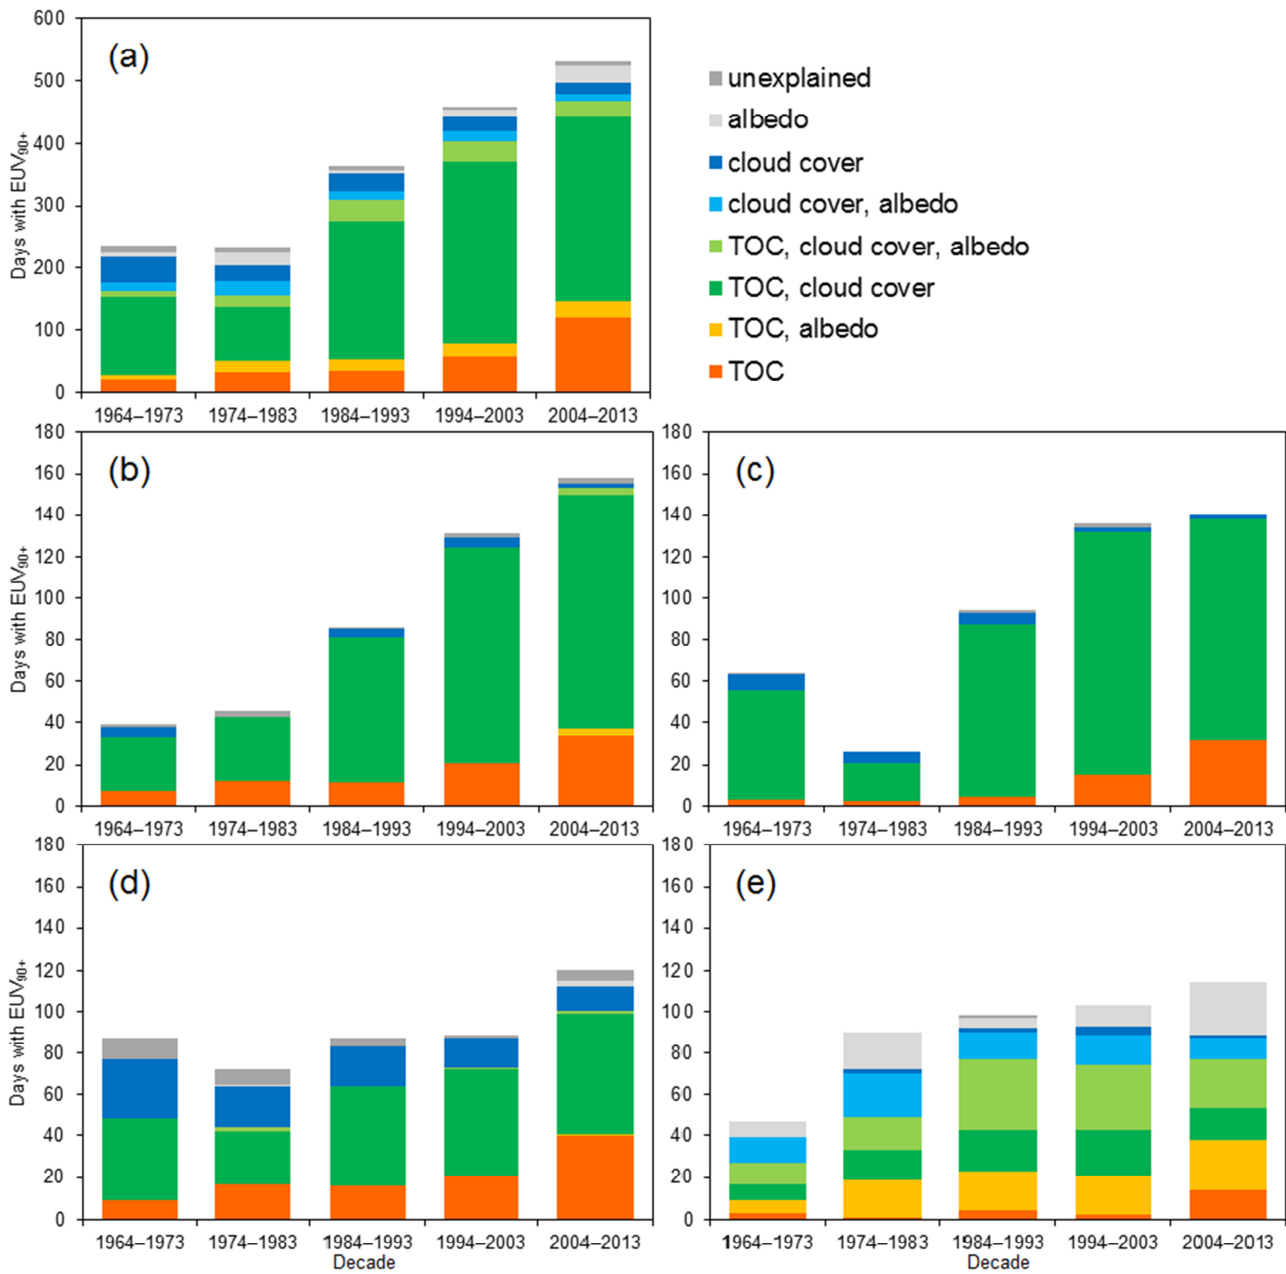 (a)
Days with EUV90+
600
500
400
300
200
100
0
1964–1973 1974–1983 1984–1993 1994–2003 2004–2013
unexplained
albedo
cloud cover
cloud cover, albedo
TOC, cloud cover, albedo
TOC, cloud cover
TOC, albedo
TOC
(b)
Days with EUV90+
180
160
140
120
100
80
60
40
20
0
1964–1973 1974–1983 1984–1993 1994–2003 2004–2013
(c)
180
160
140
120
100
80
60
40
20
0
1964–1973 1974–1983 1984–1993 1994–2003 2004–2013
(d)
Days with EUV90+
180
160
140
120
100
80
60
40
20
0
1964–1973 1974–1983 1984–1993 1994–2003 2004–2013
Decade
(e)
180
160
140
120
100
80
60
40
20
0
1964–1973 1974–1983 1984–1993 1994–2003 2004–2013
Decade